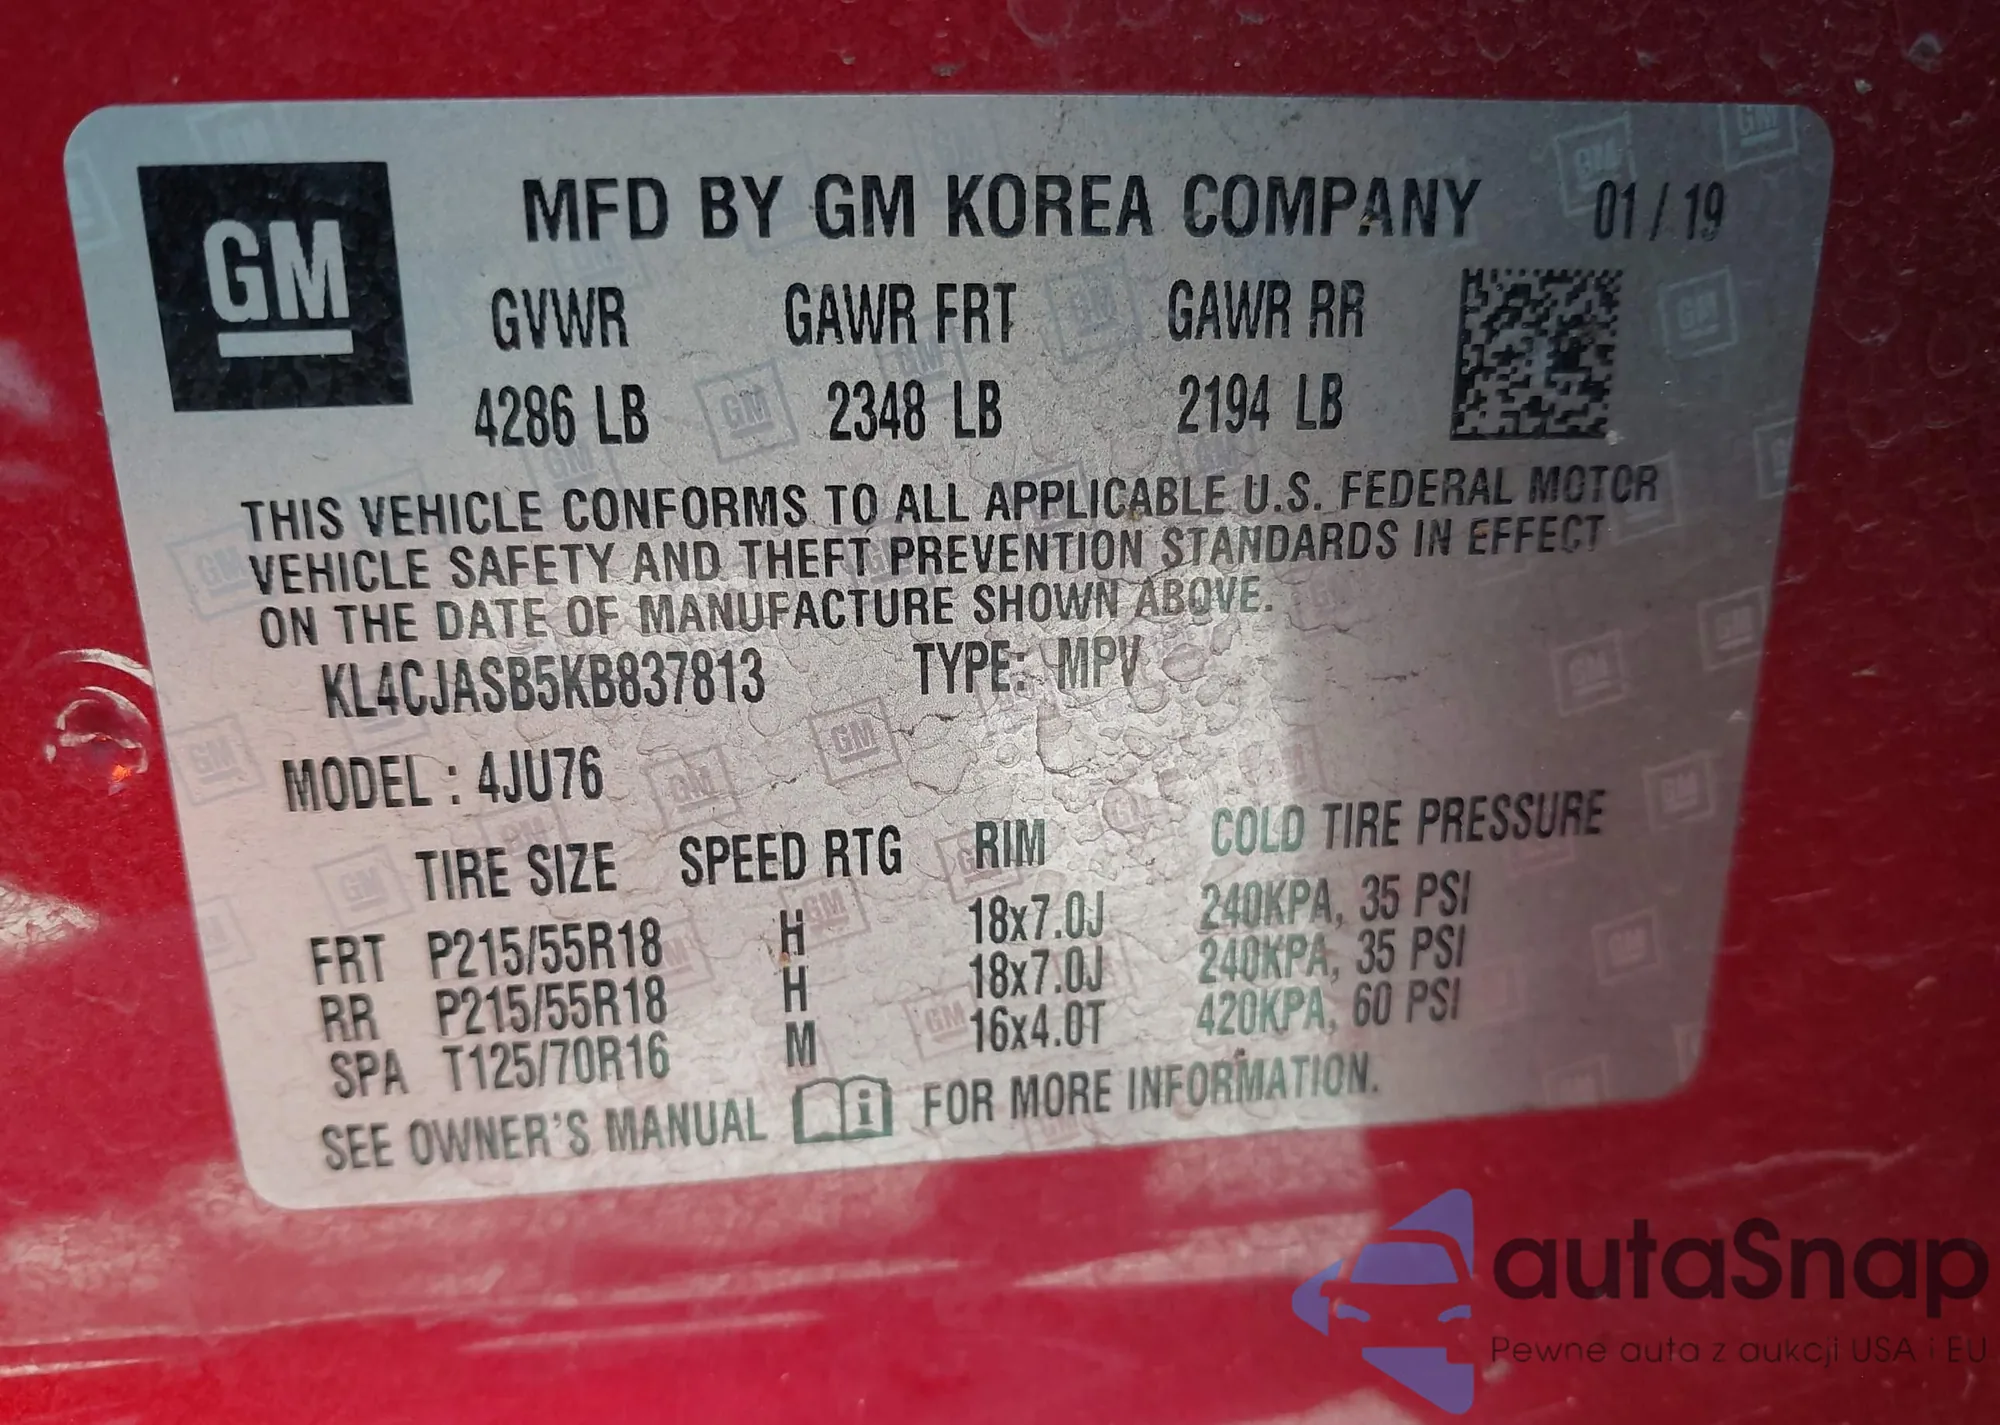 GM
MFD BY GM KOREA COMPANY 01 / 19
GVWR GAWR FRT GAWR RR
4286 LB 2348 LB 2194 LB
THIS VEHICLE CONFORMS TO ALL APPLICABLE U.S. FEDERAL MOTOR
VEHICLE SAFETY AND THEFT PREVENTION STANDARDS IN EFFECT
ON THE DATE OF MANUFACTURE SHOWN ABOVE.
KL4CJASB5KB837813 TYPE: MPV
MODEL : 4JU76
TIRE SIZE SPEED RTG RIM COLD TIRE PRESSURE
FRT P215/55R18 H 18x7.0J 240KPA, 35 PSI
RR P215/55R18 H 18x7.0J 240KPA, 35 PSI
SPA T125/70R16 M 16x4.0T 420KPA, 60 PSI
SEE OWNER'S MANUAL i FOR MORE INFORMATION.
autaSnap
Pewne auta z aukcji USA i EU